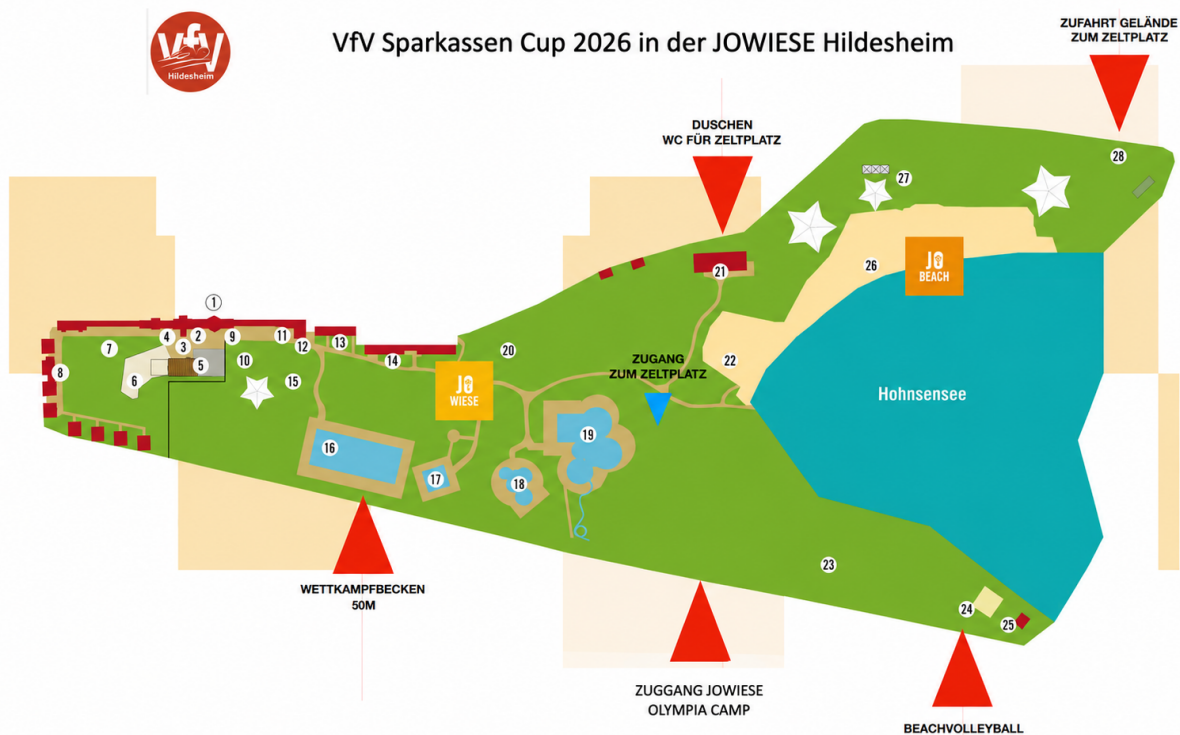 VfV
Hildesheim
VfV Sparkassen Cup 2026 in der JOWIESE Hildesheim
ZUFAHRT GELÄNDE
ZUM ZELTPLATZ
DUSCHEN
WC FÜR ZELTPLATZ
28
27
21
26
JO
BEACH
1
4
2
9
11
3
12
13
7
14
20
8
5
10
6
15
JO
WIESE
ZUGANG
ZUM ZELTPLATZ
22
Hohnsensee
16
19
17
18
23
WETTKAMPFBECKEN
50M
24
25
ZUGGANG JOWIESE
OLYMPIA CAMP
BEACHVOLLEYBALL